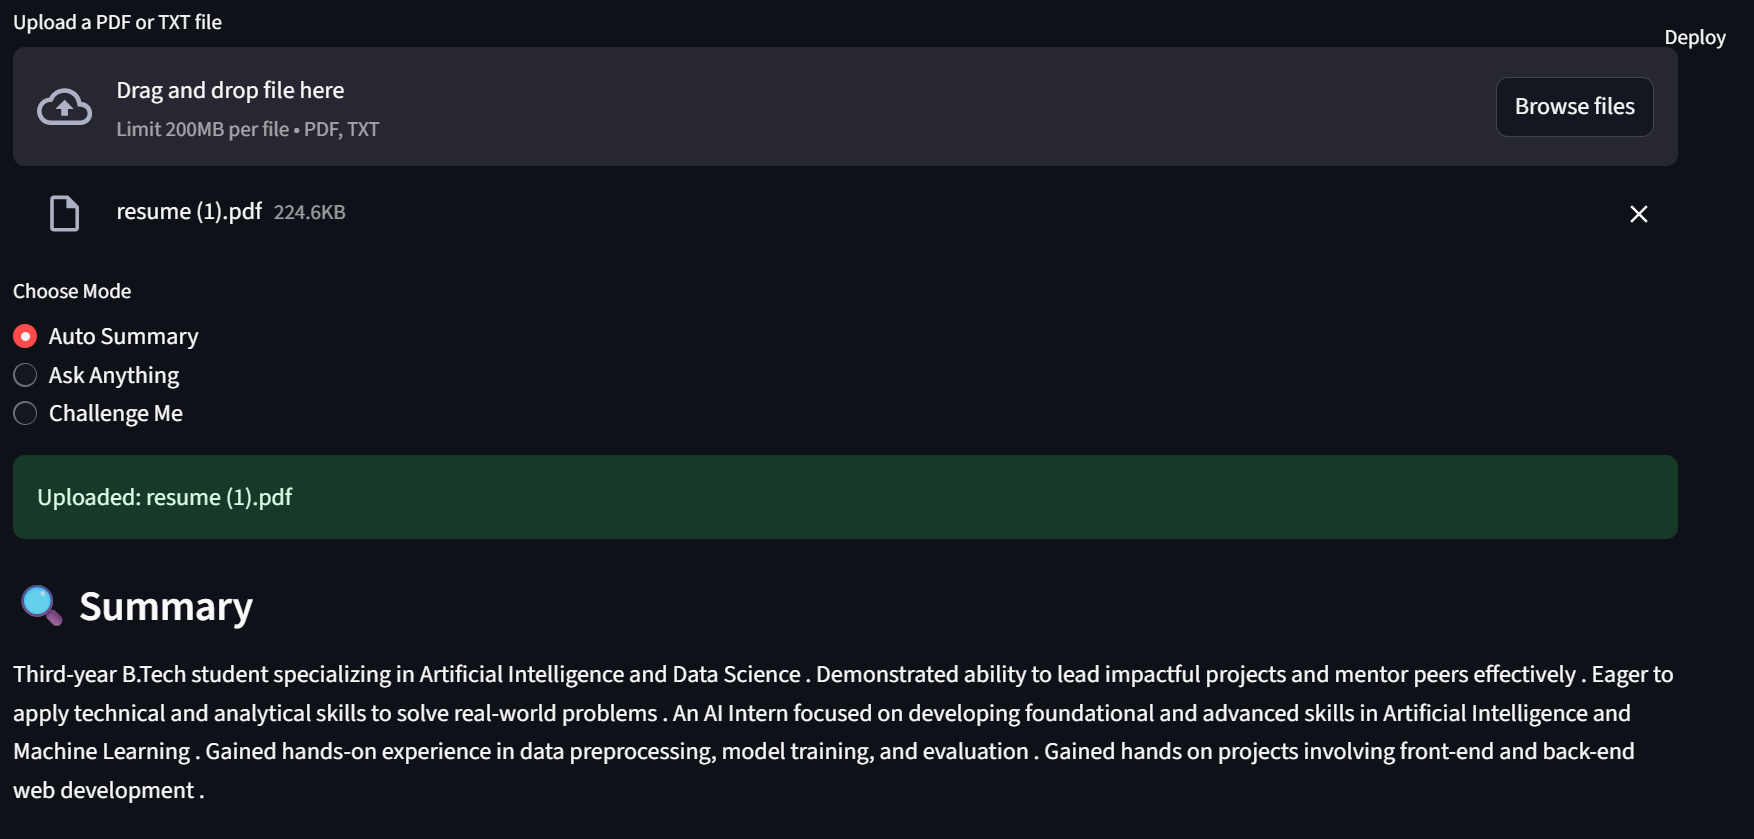 Upload a PDF or TXT file
Deploy
Drag and drop file here
Limit 200MB per file • PDF, TXT
Browse files
resume (1).pdf 224.6KB
Choose Mode
Auto Summary
Ask Anything
Challenge Me
Uploaded: resume (1).pdf
Summary
Third-year B.Tech student specializing in Artificial Intelligence and Data Science . Demonstrated ability to lead impactful projects and mentor peers effectively . Eager to
apply technical and analytical skills to solve real-world problems . An AI Intern focused on developing foundational and advanced skills in Artificial Intelligence and
Machine Learning . Gained hands-on experience in data preprocessing, model training, and evaluation . Gained hands on projects involving front-end and back-end
web development .